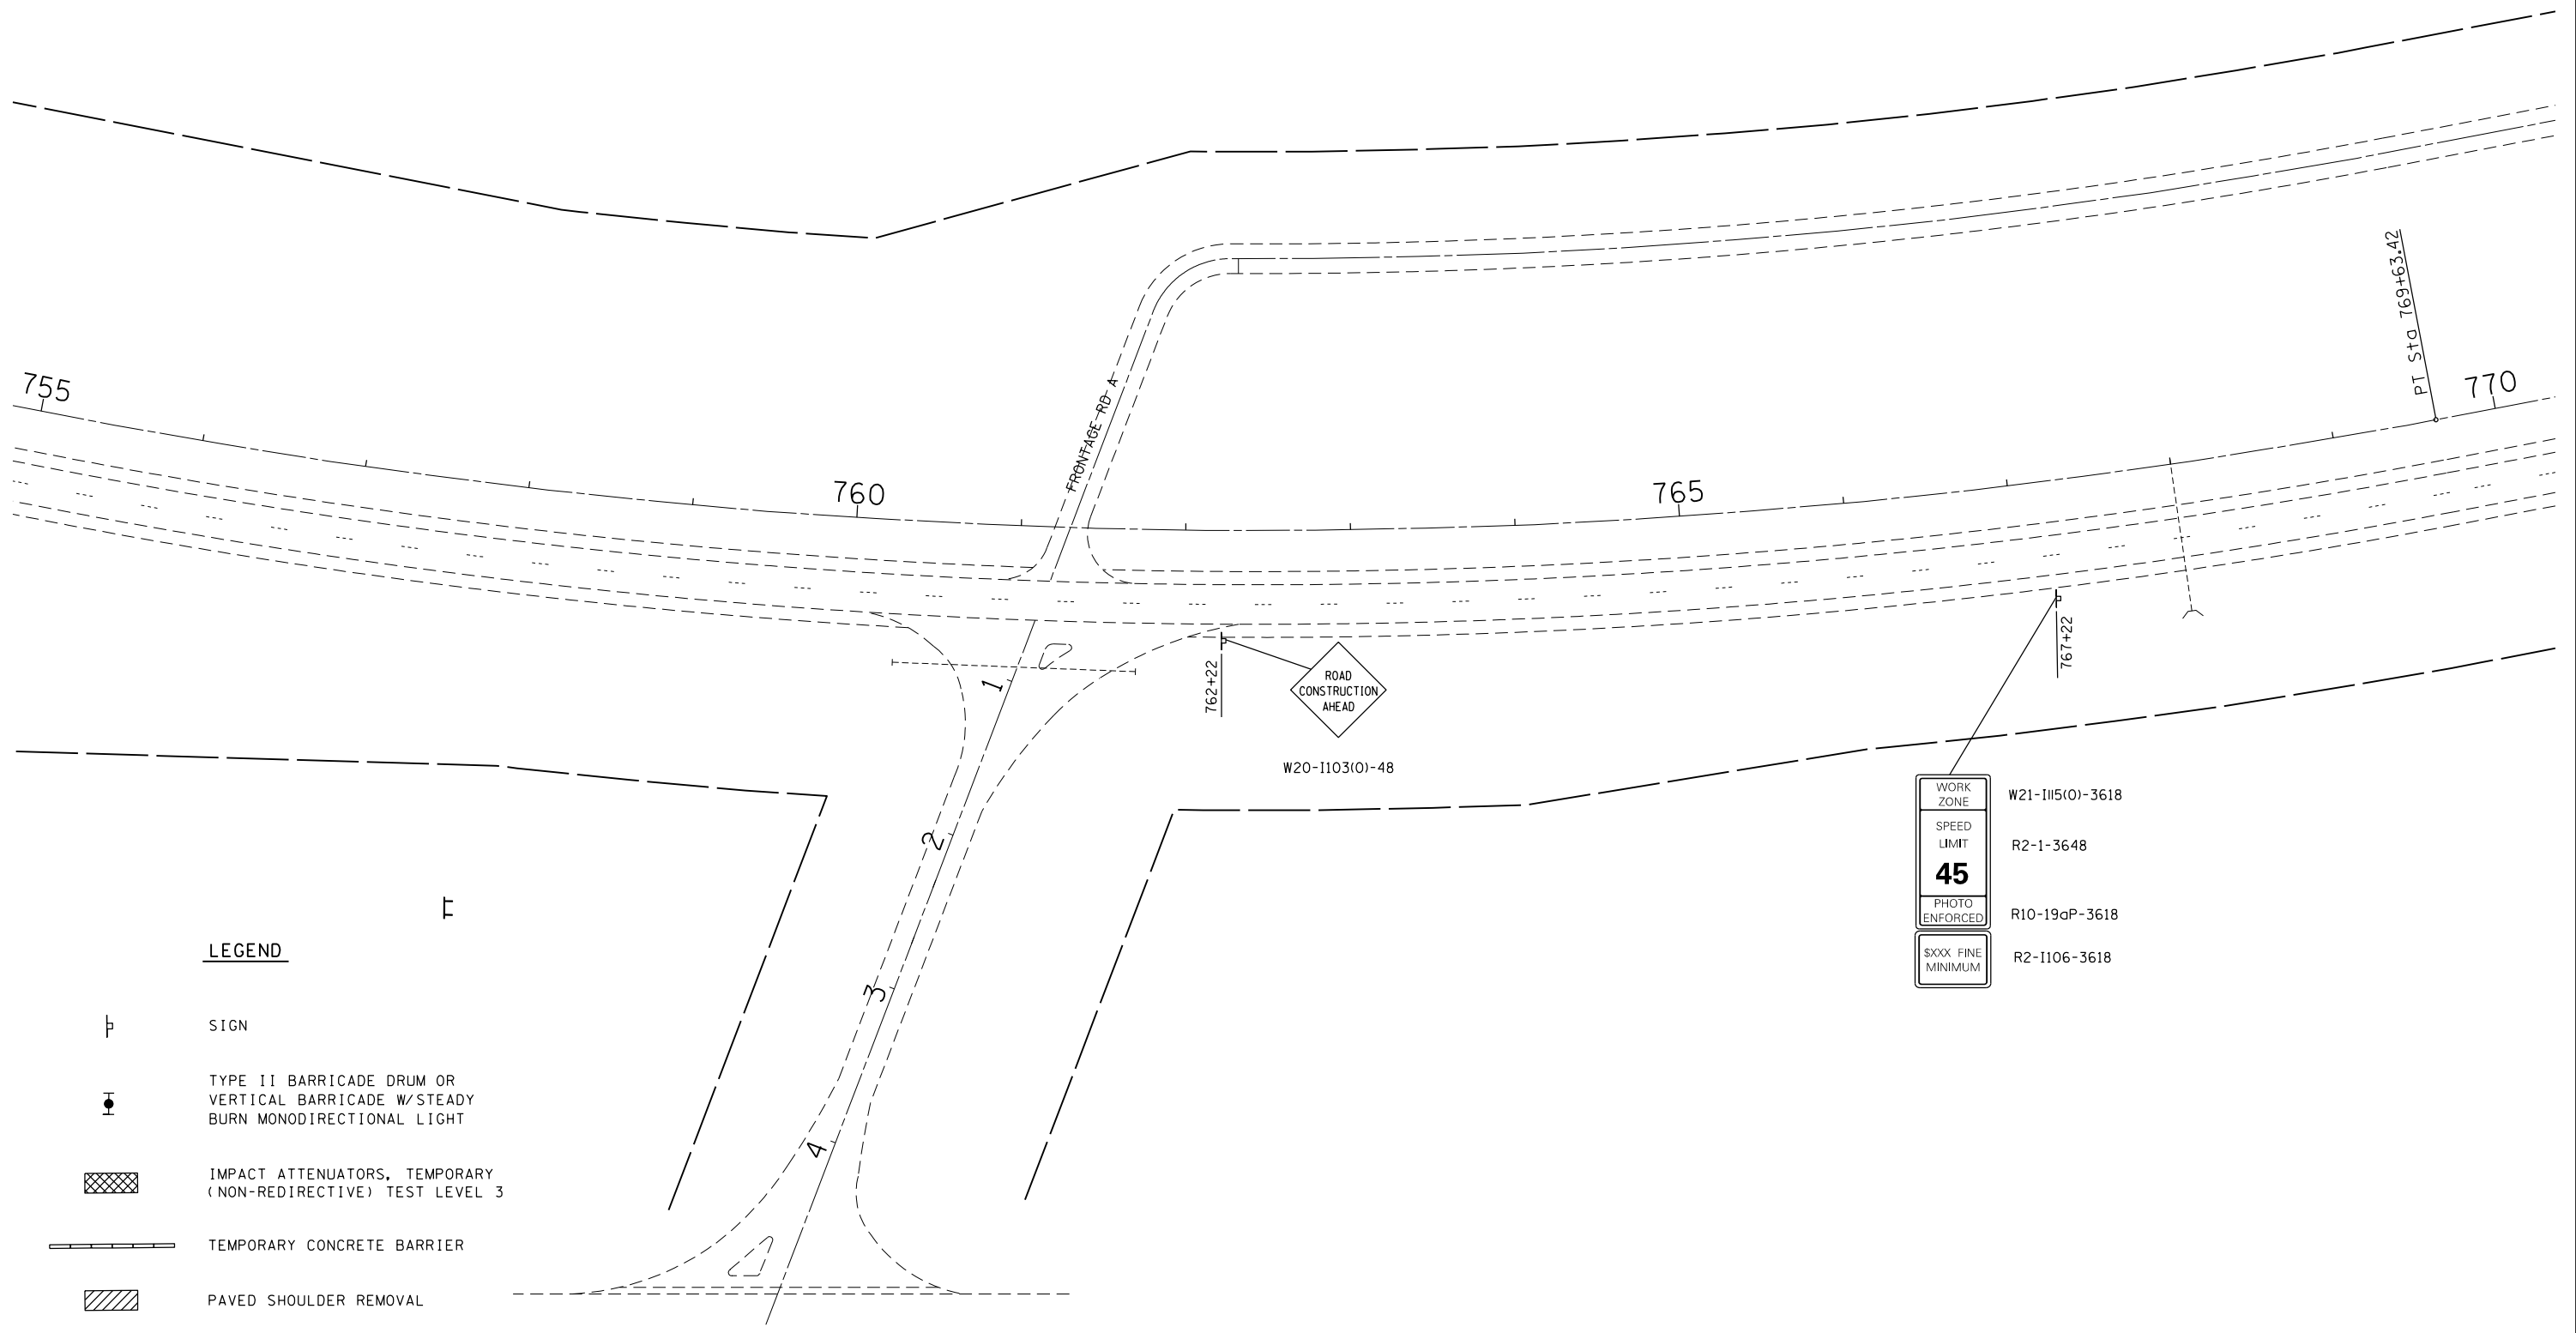 PT Sta 769+63.42
755
770
FRONTAGE RD A
760
765
1
762+22
ROAD
CONSTRUCTION
AHEAD
767+22
W20-I103(O)-48
WORK
ZONE
W21-I115(O)-3618
SPEED
LIMIT
45
R2-1-3648
PHOTO
ENFORCED
R10-19aP-3618
$XXX FINE
MINIMUM
R2-I106-3618
2
3
4
LEGEND
SIGN
TYPE II BARRICADE DRUM OR
VERTICAL BARRICADE W/STEADY
BURN MONODIRECTIONAL LIGHT
IMPACT ATTENUATORS, TEMPORARY
(NON-REDIRECTIVE) TEST LEVEL 3
TEMPORARY CONCRETE BARRIER
PAVED SHOULDER REMOVAL